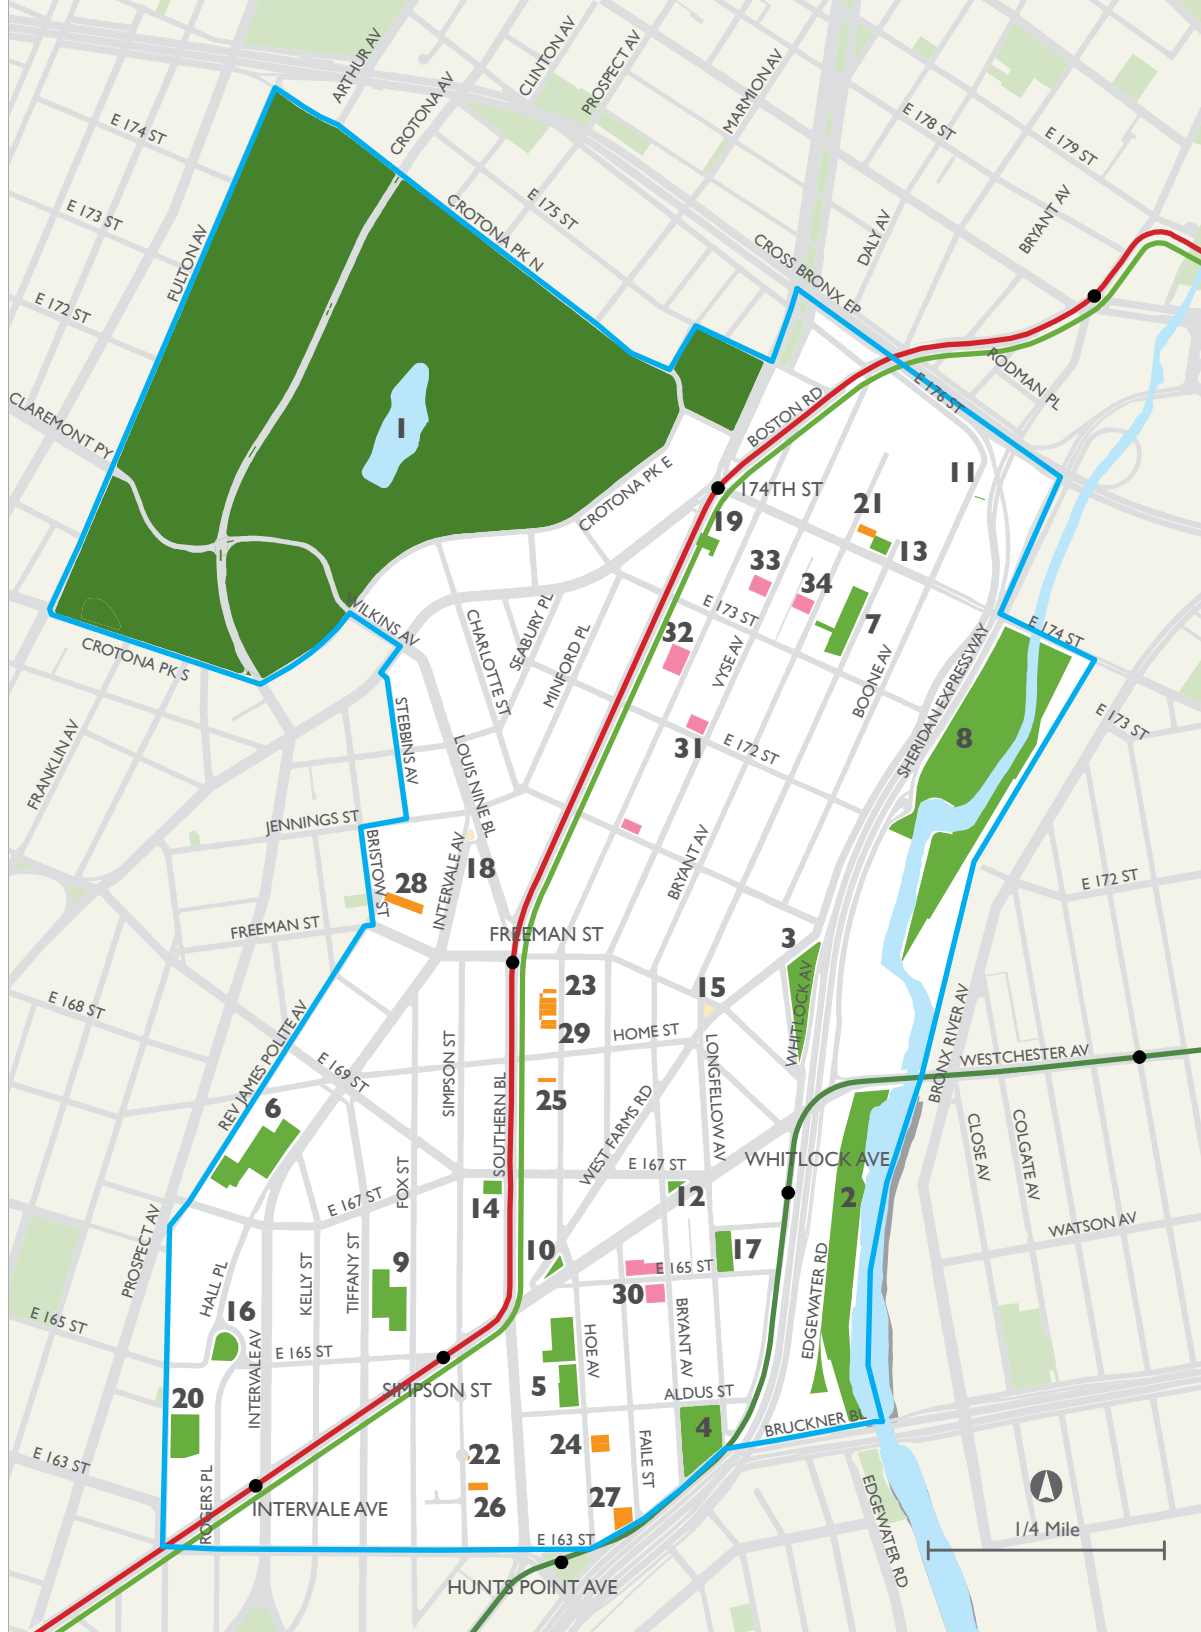 ARTHUR AV
CLINTON AV
PROSPECT AV
CROTONA AV
MARMION AV
E 174 ST
E 178 ST
E 179 ST
E 173 ST
E 175 ST
CROTONA PK N
FULTON AV
DALY AV
BRYANT AV
CROSS BRONX EP
E 172 ST
RODMAN PL
E 176 ST
CLAREMONT PY
1
BOSTON RD
CROTONA PK E
174TH ST
11
21
19
13
33
34
7
E 173 ST
WILKINS AV
CROTONA PK S
CHARLOTTE ST
SEABURY PL
MINFORD PL
32
VYSE AV
BOONE AV
E 174 ST
SHERIDAN EXPRESSWAY
8
E 173 ST
STEBBINS AV
31
E 172 ST
FRANKLIN AV
LOUIS NINE BL
JENNINGS ST
BRISTOW ST
28
INTERVALE AV
18
BRYANT AV
E 172 ST
FREEMAN ST
FREEMAN ST
3
WHITLOCK AV
15
23
29
HOME ST
E 168 ST
REV JAMES POLITE AV
E 169 ST
SIMPSON ST
SOUTHERN BL
25
LONGFELLOW AV
WEST FARMS RD
BRONX RIVER AV
WESTCHESTER AV
6
CLOSE AV
COLGATE AV
E 167 ST
WHITLOCK AVE
12
2
14
E 167 ST
FOX ST
PROSPECT AV
WATSON AV
10
17
9
HALL PL
KELLY ST
TIFFANY ST
E 165 ST
30
EDGEWATER RD
E 165 ST
16
INTERVALE AV
E 165 ST
HOE AV
BRYANT AV
SIMPSON ST
5
ALDUS ST
20
4
BRUCKNER BL
24
FAILE ST
22
E 163 ST
ROGERS PL
26
27
INTERVALE AVE
E 163 ST
EDGEWATER RD
1/4 Mile
HUNTS POINT AVE